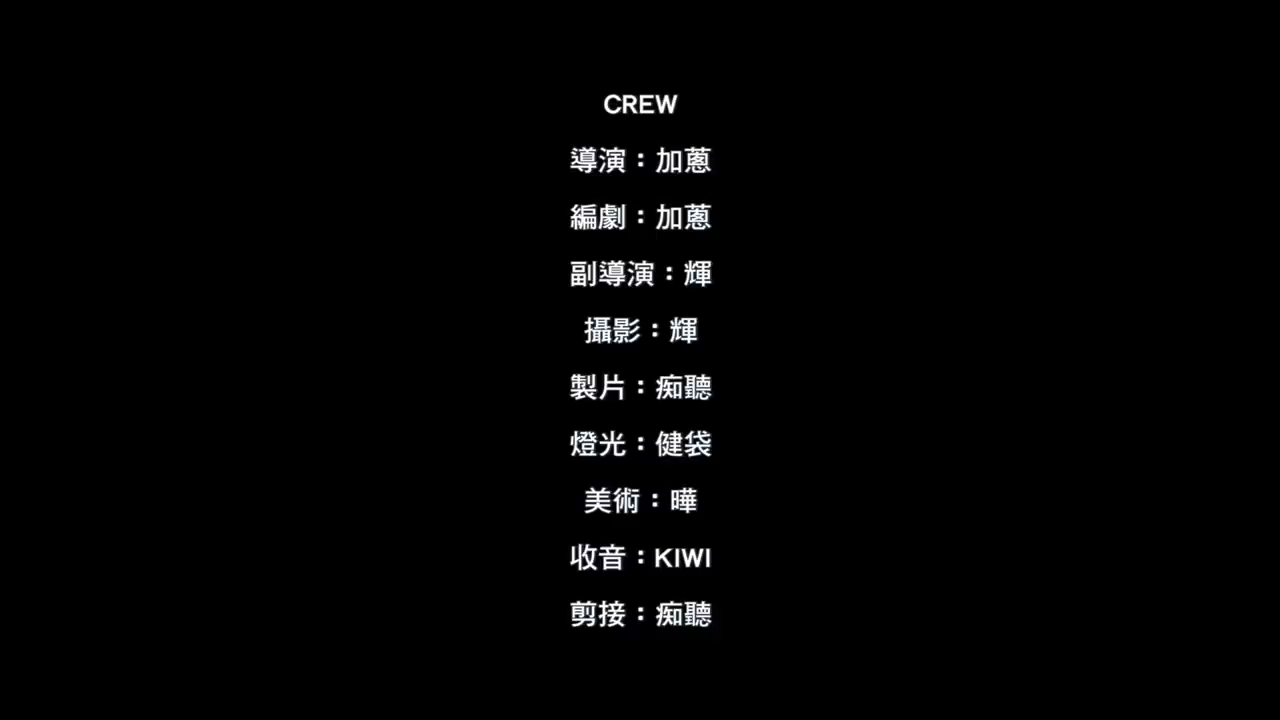 CREW
導演：加蔥
編劇：加蔥
副導演：輝
攝影：輝
製片：痴聽
燈光：健袋
美術：曄
收音：KIWI
剪接：痴聽